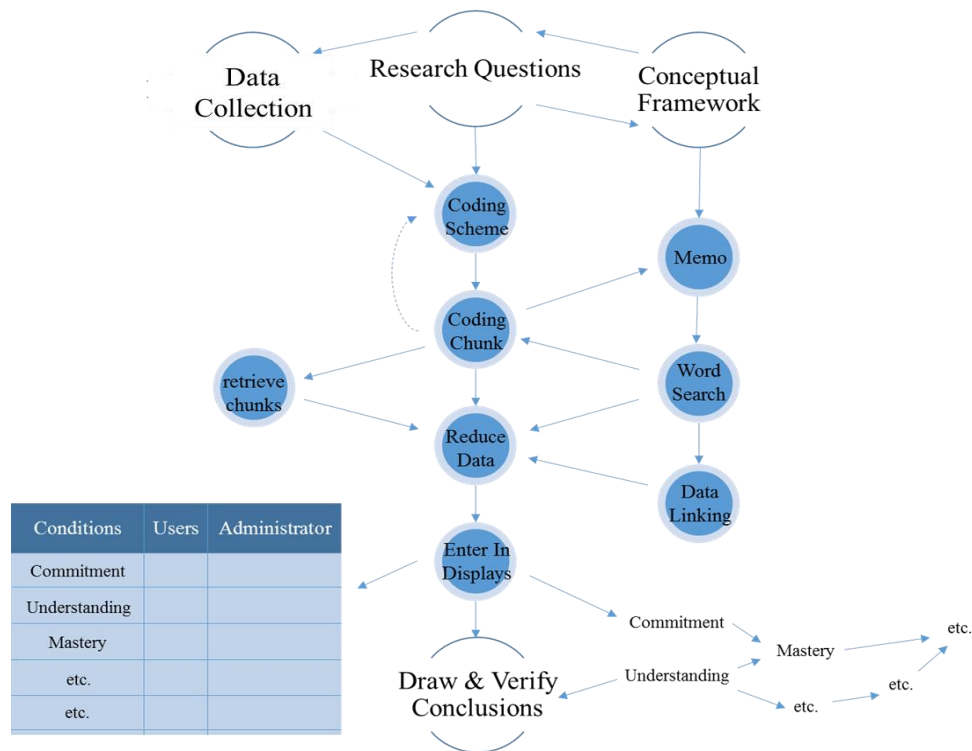 Data
Collection
Research Questions
Conceptual
Framework
Coding
Scheme
Memo
Coding
Chunk
retrieve
chunks
Word
Search
Reduce
Data
Data
Linking
Conditions Users Administrator
Commitment
Understanding
Mastery
etc.
etc.
Enter In
Displays
Commitment
Understanding
Mastery
etc.
etc.
etc.
Draw & Verify
Conclusions